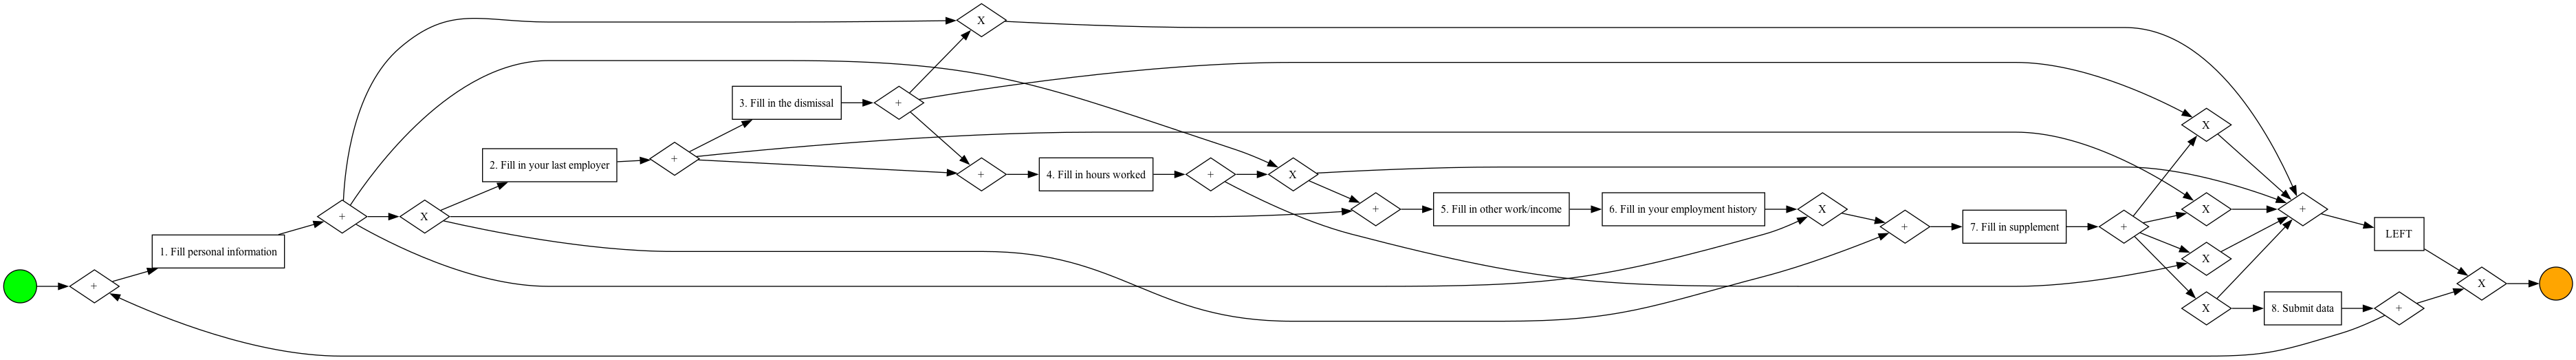 X
3. Fill in the dismissal
+
X
2. Fill in your last employer
+
+
4. Fill in hours worked
+
X
+
X
+
5. Fill in other work/income
6. Fill in your employment history
X
X
+
1. Fill personal information
+
7. Fill in supplement
+
LEFT
X
+
X
X
8. Submit data
+